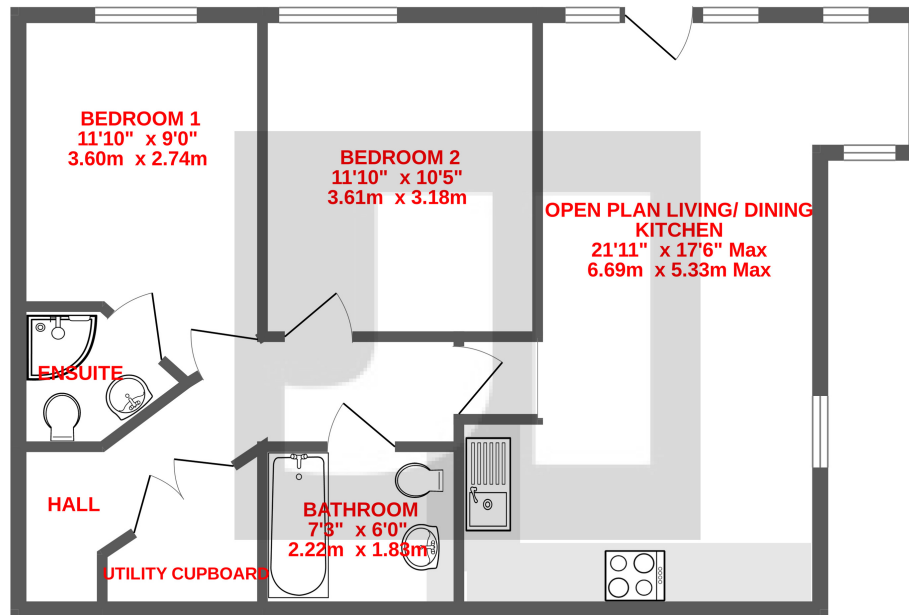 BEDROOM 1
11'10" x 9'0"
3.60m x 2.74m
BEDROOM 2
11'10" x 10'5"
3.61m x 3.18m
OPEN PLAN LIVING/ DINING
KITCHEN
21'11" x 17'6" Max
6.69m x 5.33m Max
ENSUITE
HALL
BATHROOM
7'3" x 6'0"
2.22m x 1.83m
UTILITY CUPBOARD